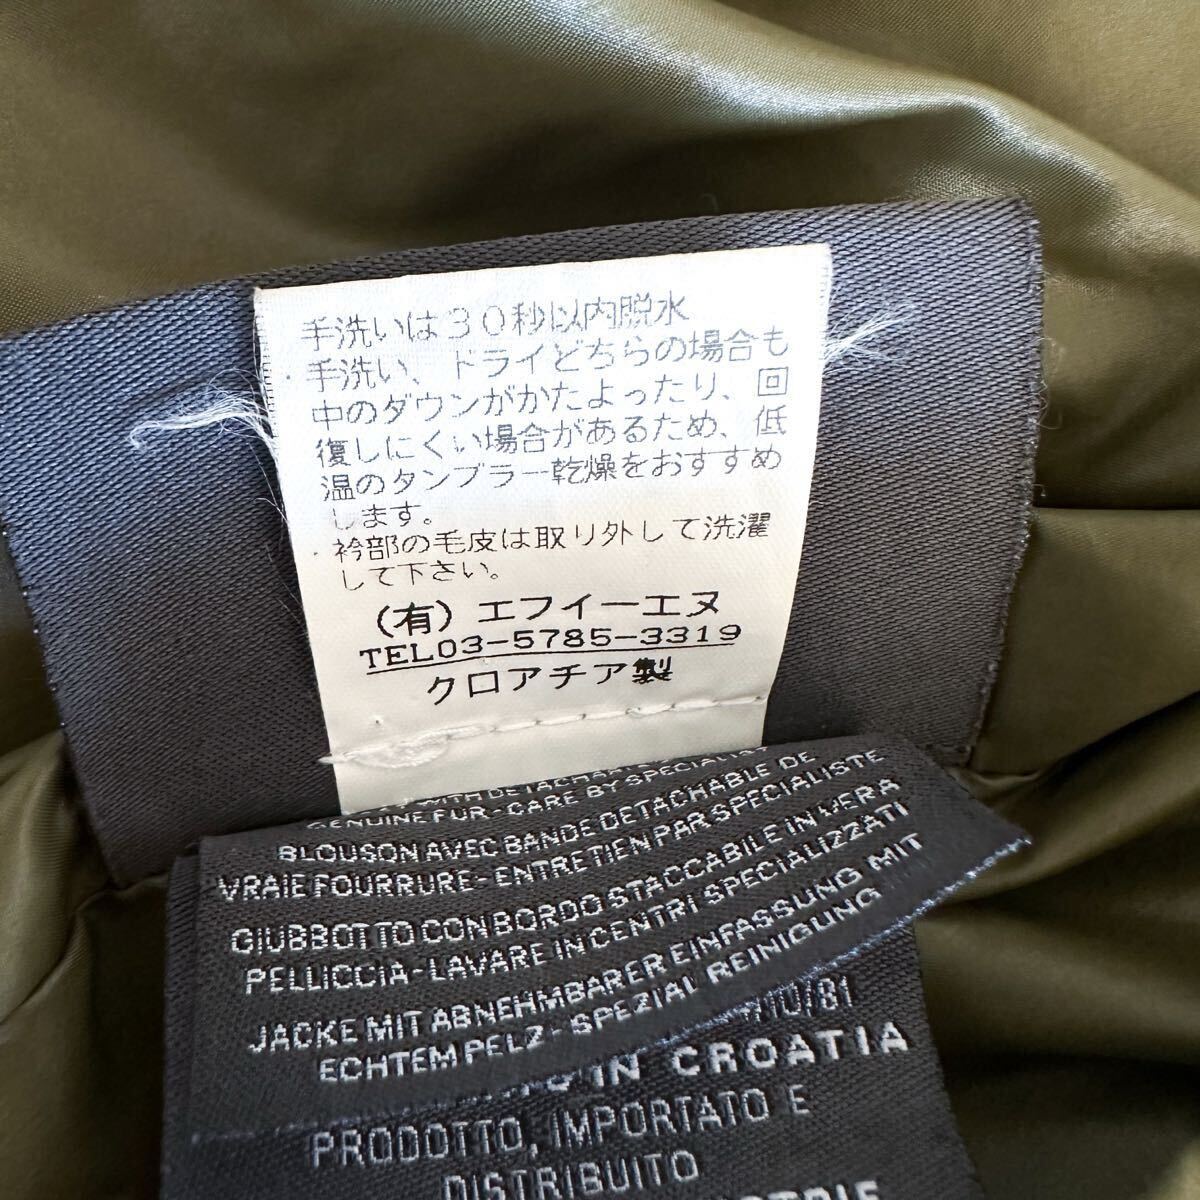 手洗いは30秒以内脱水
手洗い、ドライどちらの場合も
中のダウンがかたよったり、回
復しにくい場合があるため、低
温のタンブラー乾燥をおすすめ
します。
衿部の毛皮は取り外して洗濯
して下さい。
(有)エフイーエヌ
TEL03-5785-3319
クロアチア製
WITH DETACHABLE
GENUINE FUR - CARE BY SPECIALIST
BLOUSON AVEC BANDE DETACHABLE DE
VRAIE FOURRURE - ENTRETIEN PAR SPECIALISTE
GIUBBOTTO CON BORDO STACCABILE IN VERA
PELLICCIA - LAVARE IN CENTRI SPECIALIZZATI
JACKE MIT ABNEHMBARER EINFASSUNG MIT
ECHTEM PELZ - SPEZIAL REINIGUNG
10/81
IN CROATIA
PRODOTTO, IMPORTATO E
DISTRIBUITO